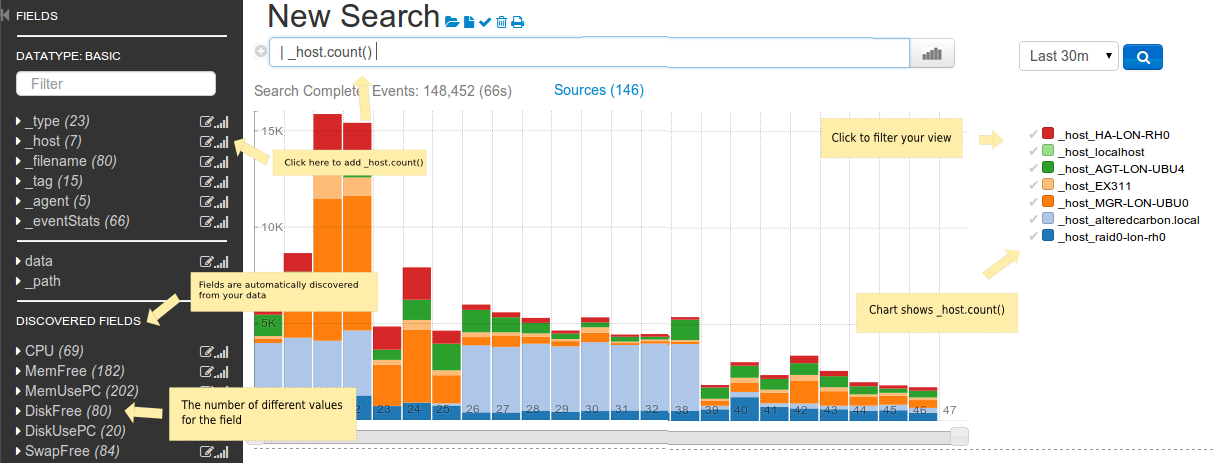 FIELDS
DATATYPE: BASIC
Filter
_type (23)
_host (7)
_filename (80)
_tag (15)
_agent (5)
_eventStats (66)
data
_path
DISCOVERED FIELDS
CPU (69)
MemFree (182)
MemUsePC (202)
DiskFree (80)
DiskUsePC (20)
SwapFree (84)
New Search
| _host.count()
Last 30m
Search Complete Events: 148,452 (66s)
Sources (146)
Click here to add _host.count()
Fields are automatically discovered
from your data
The number of different values
for the field
Click to filter your view
Chart shows _host.count()
15K
10K
5K
2 23 24 25 26 27 28 29 30 31 32 38 39 40 41 42 43 44 45 46 47
_host_HA-LON-RH0
_host_localhost
_host_AGT-LON-UBU4
_host_EX311
_host_MGR-LON-UBU0
_host_alteredcarbon.local
_host_raid0-lon-rh0